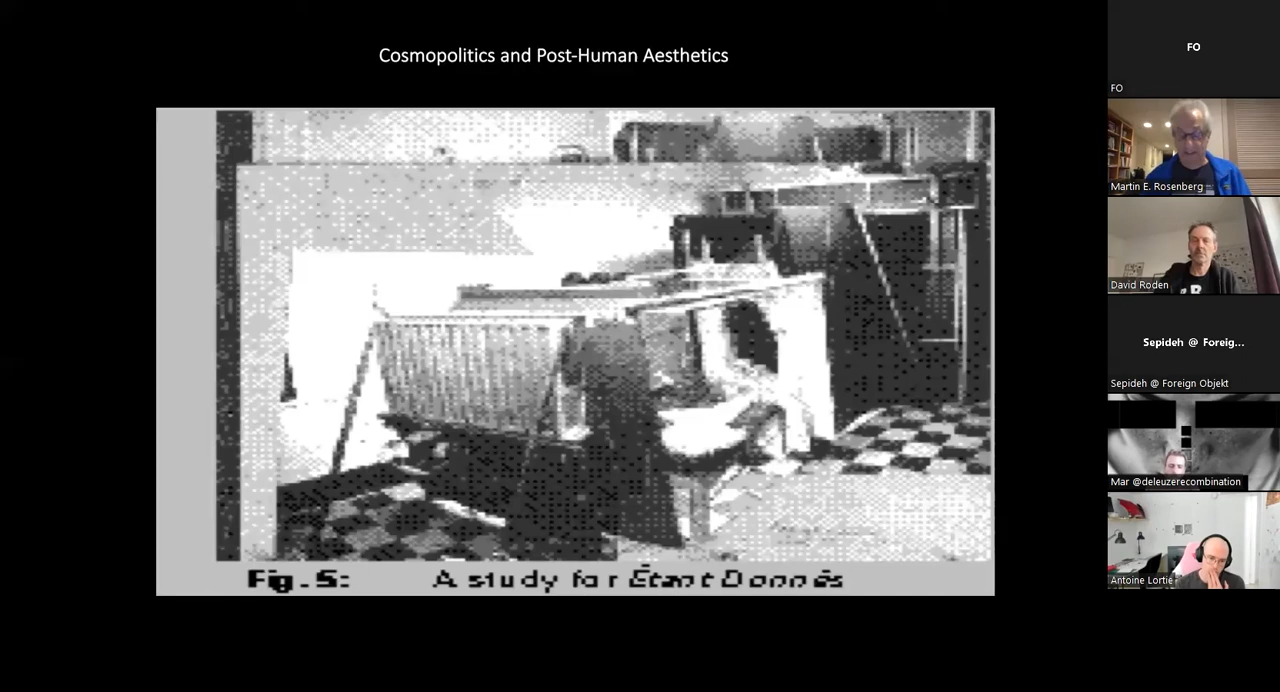 Cosmopolitics and Post-Human Aesthetics
Fig. 5: A study for Étant Donnés
FO
FO
Martin E. Rosenberg
David Roden
Sepideh @ Foreig...
Sepideh @ Foreign Objekt
Mar @deleuzerecombination
Antoine Lortie